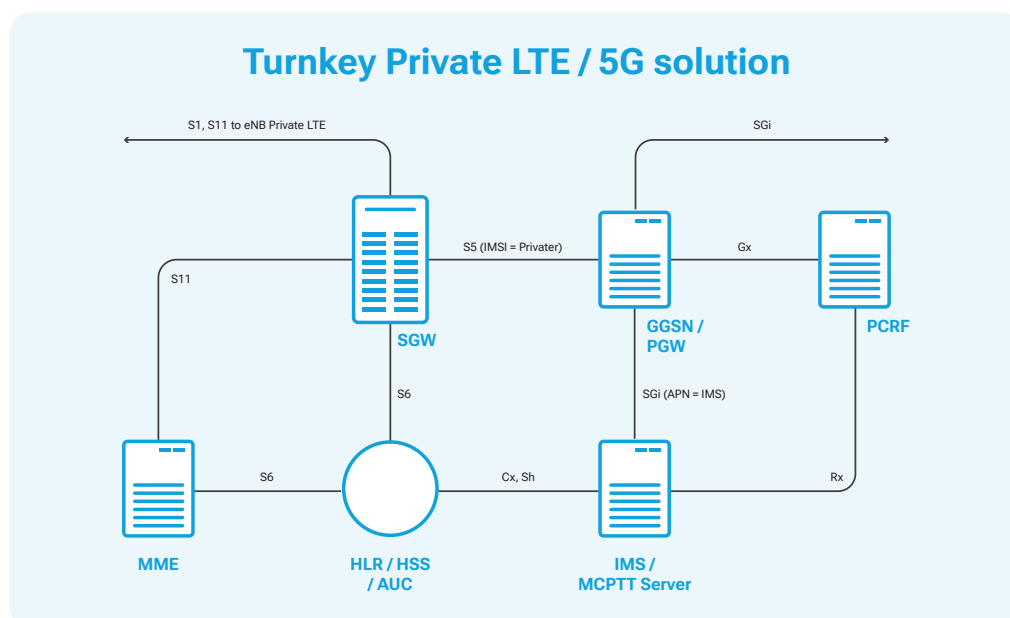 Turnkey Private LTE / 5G solution
S1, S11 to eNB Private LTE
SGi
S5 (IMSI = Privater)
Gx
S11
SGW
GGSN /
PGW
PCRF
S6
SGi (APN = IMS)
S6
Cx, Sh
Rx
MME
HLR / HSS
/ AUC
IMS /
MCPTT Server